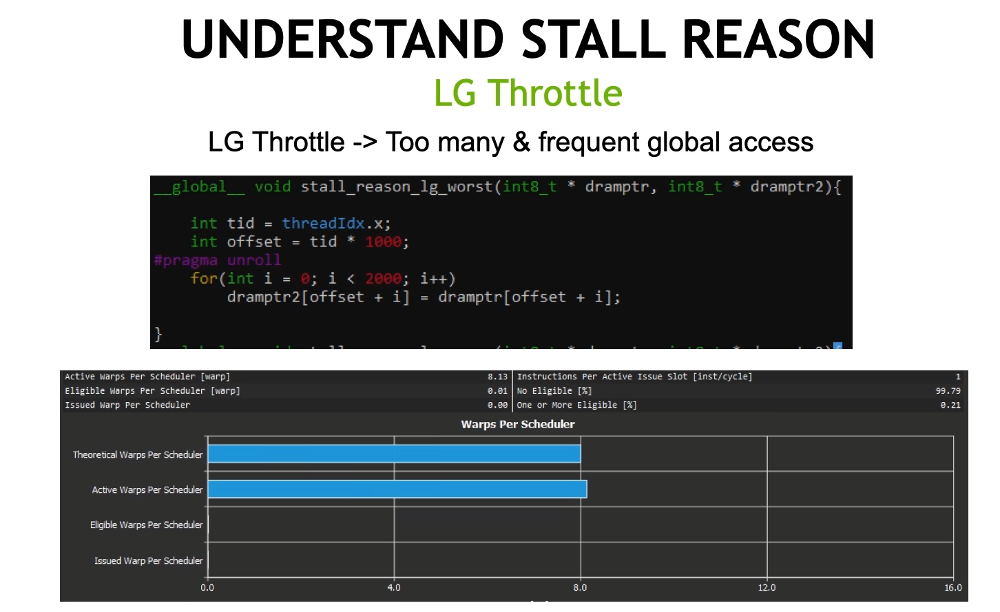 UNDERSTAND STALL REASON
LG Throttle
LG Throttle -> Too many & frequent global access
__global__ void stall_reason_lg_worst(int8_t * dramptr, int8_t * dramptr2){
int tid = threadIdx.x;
int offset = tid * 1000;
#pragma unroll
for(int i = 0; i < 2000; i++)
dramptr2[offset + i] = dramptr[offset + i];
}
Active Warps Per Scheduler [warp] 8.13 Instructions Per Active Issue Slot [inst/cycle] 1
Eligible Warps Per Scheduler [warp] 0.01 No Eligible [%] 99.79
Issued Warp Per Scheduler 0.00 One or More Eligible [%] 0.21
Warps Per Scheduler
Theoretical Warps Per Scheduler
Active Warps Per Scheduler
Eligible Warps Per Scheduler
Issued Warp Per Scheduler
0.0 4.0 8.0 12.0 16.0